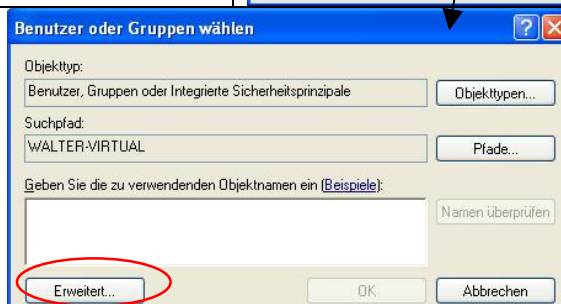 Benutzer oder Gruppen wählen
Objekttyp:
Benutzer, Gruppen oder Integrierte Sicherheitsprinzipale
Objekttypen...
Suchpfad:
WALTER-VIRTUAL
Pfade...
Geben Sie die zu verwendenden Objektnamen ein (Beispiele):
Namen überprüfen
Erweitert...
OK
Abbrechen